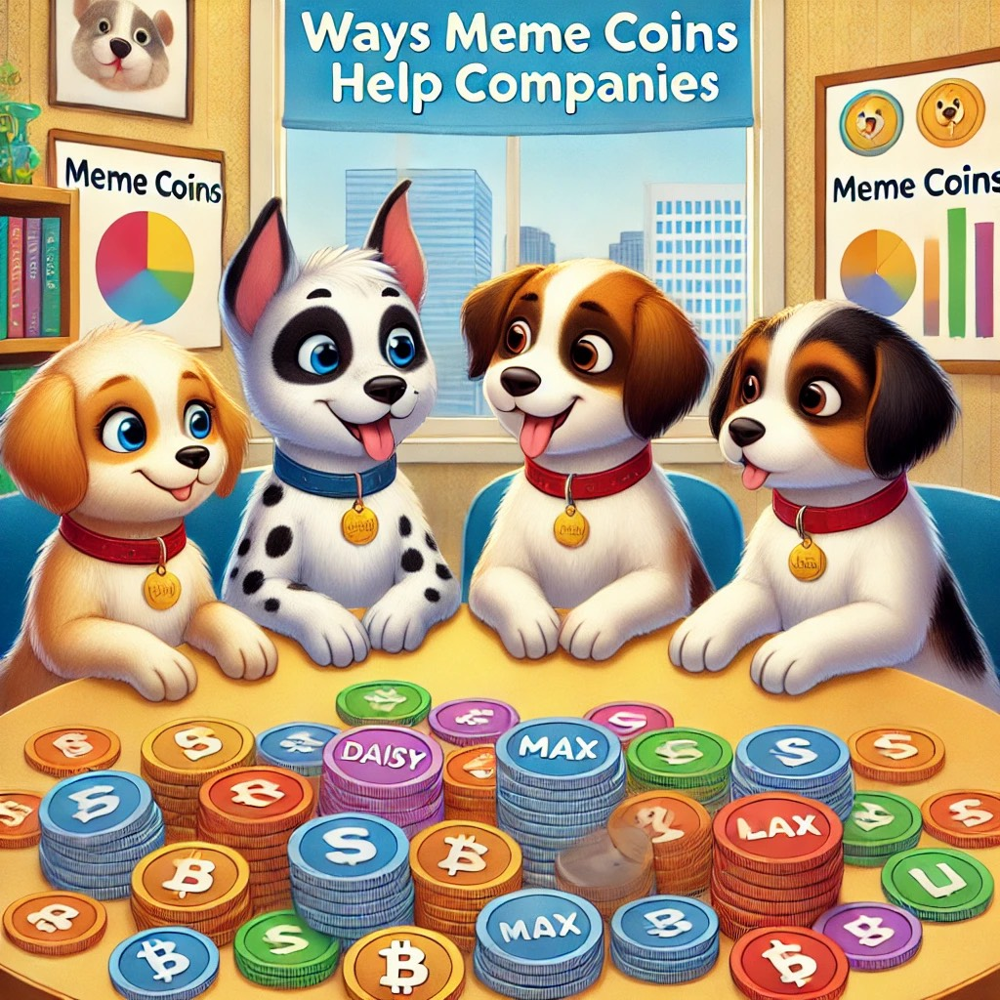 Ways Meme Coins
Help Companies
Meme Coins
Meme Coins
DAISY
MAX
LAX
U
MAX